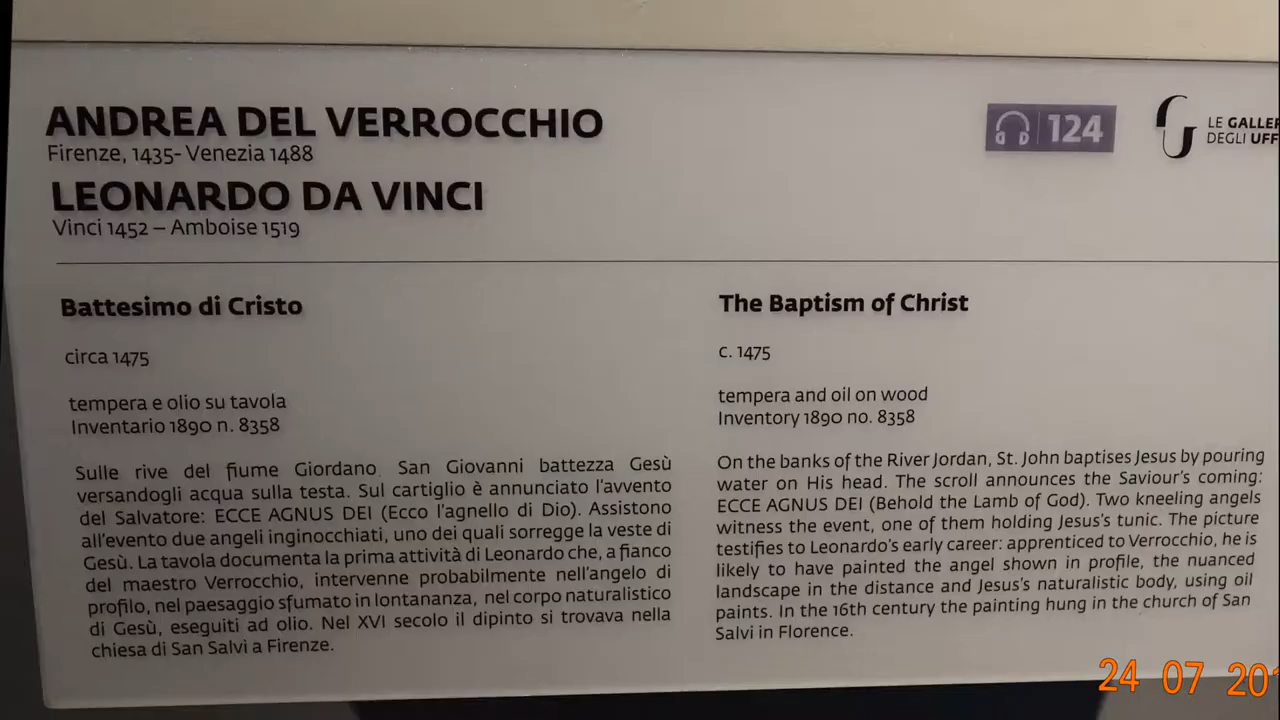 ANDREA DEL VERROCCHIO
Firenze, 1435- Venezia 1488
LEONARDO DA VINCI
Vinci 1452 – Amboise 1519
124
LE GALLER
DEGLI UFF
Battesimo di Cristo
circa 1475
tempera e olio su tavola
Inventario 1890 n. 8358
Sulle rive del fiume Giordano San Giovanni battezza Gesù
versandogli acqua sulla testa. Sul cartiglio è annunciato l'avvento
del Salvatore: ECCE AGNUS DEI (Ecco l'agnello di Dio). Assistono
all'evento due angeli inginocchiati, uno dei quali sorregge la veste di
Gesù. La tavola documenta la prima attività di Leonardo che, a fianco
del maestro Verrocchio, intervenne probabilmente nell'angelo di
profilo, nel paesaggio sfumato in lontananza, nel corpo naturalistico
di Gesù, eseguiti ad olio. Nel XVI secolo il dipinto si trovava nella
chiesa di San Salvi a Firenze.
The Baptism of Christ
c. 1475
tempera and oil on wood
Inventory 1890 no. 8358
On the banks of the River Jordan, St. John baptises Jesus by pouring
water on His head. The scroll announces the Saviour's coming:
ECCE AGNUS DEI (Behold the Lamb of God). Two kneeling angels
witness the event, one of them holding Jesus's tunic. The picture
testifies to Leonardo's early career: apprenticed to Verrocchio, he is
likely to have painted the angel shown in profile, the nuanced
landscape in the distance and Jesus's naturalistic body, using oil
paints. In the 16th century the painting hung in the church of San
Salvi in Florence.
24 07 201